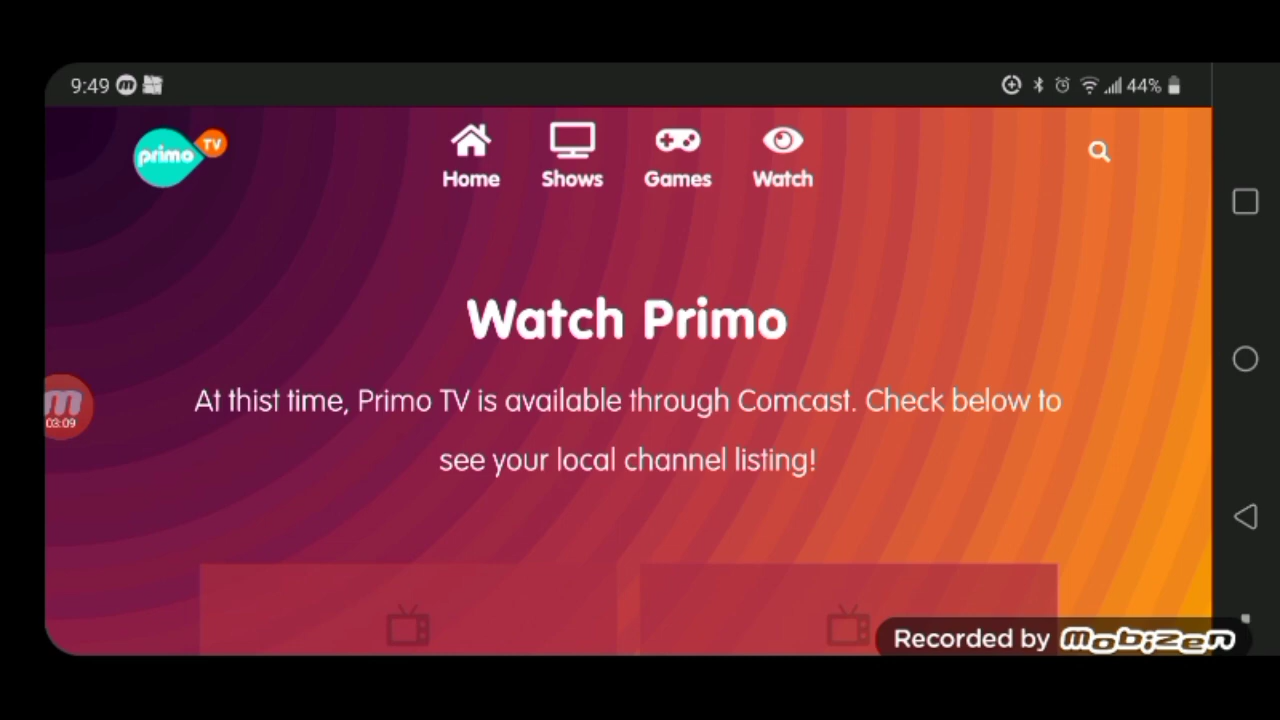 9:49
44%
primo TV
Home Shows Games Watch
Watch Primo
At thist time, Primo TV is available through Comcast. Check below to
see your local channel listing!
m
03:09
Recorded by Mobizen